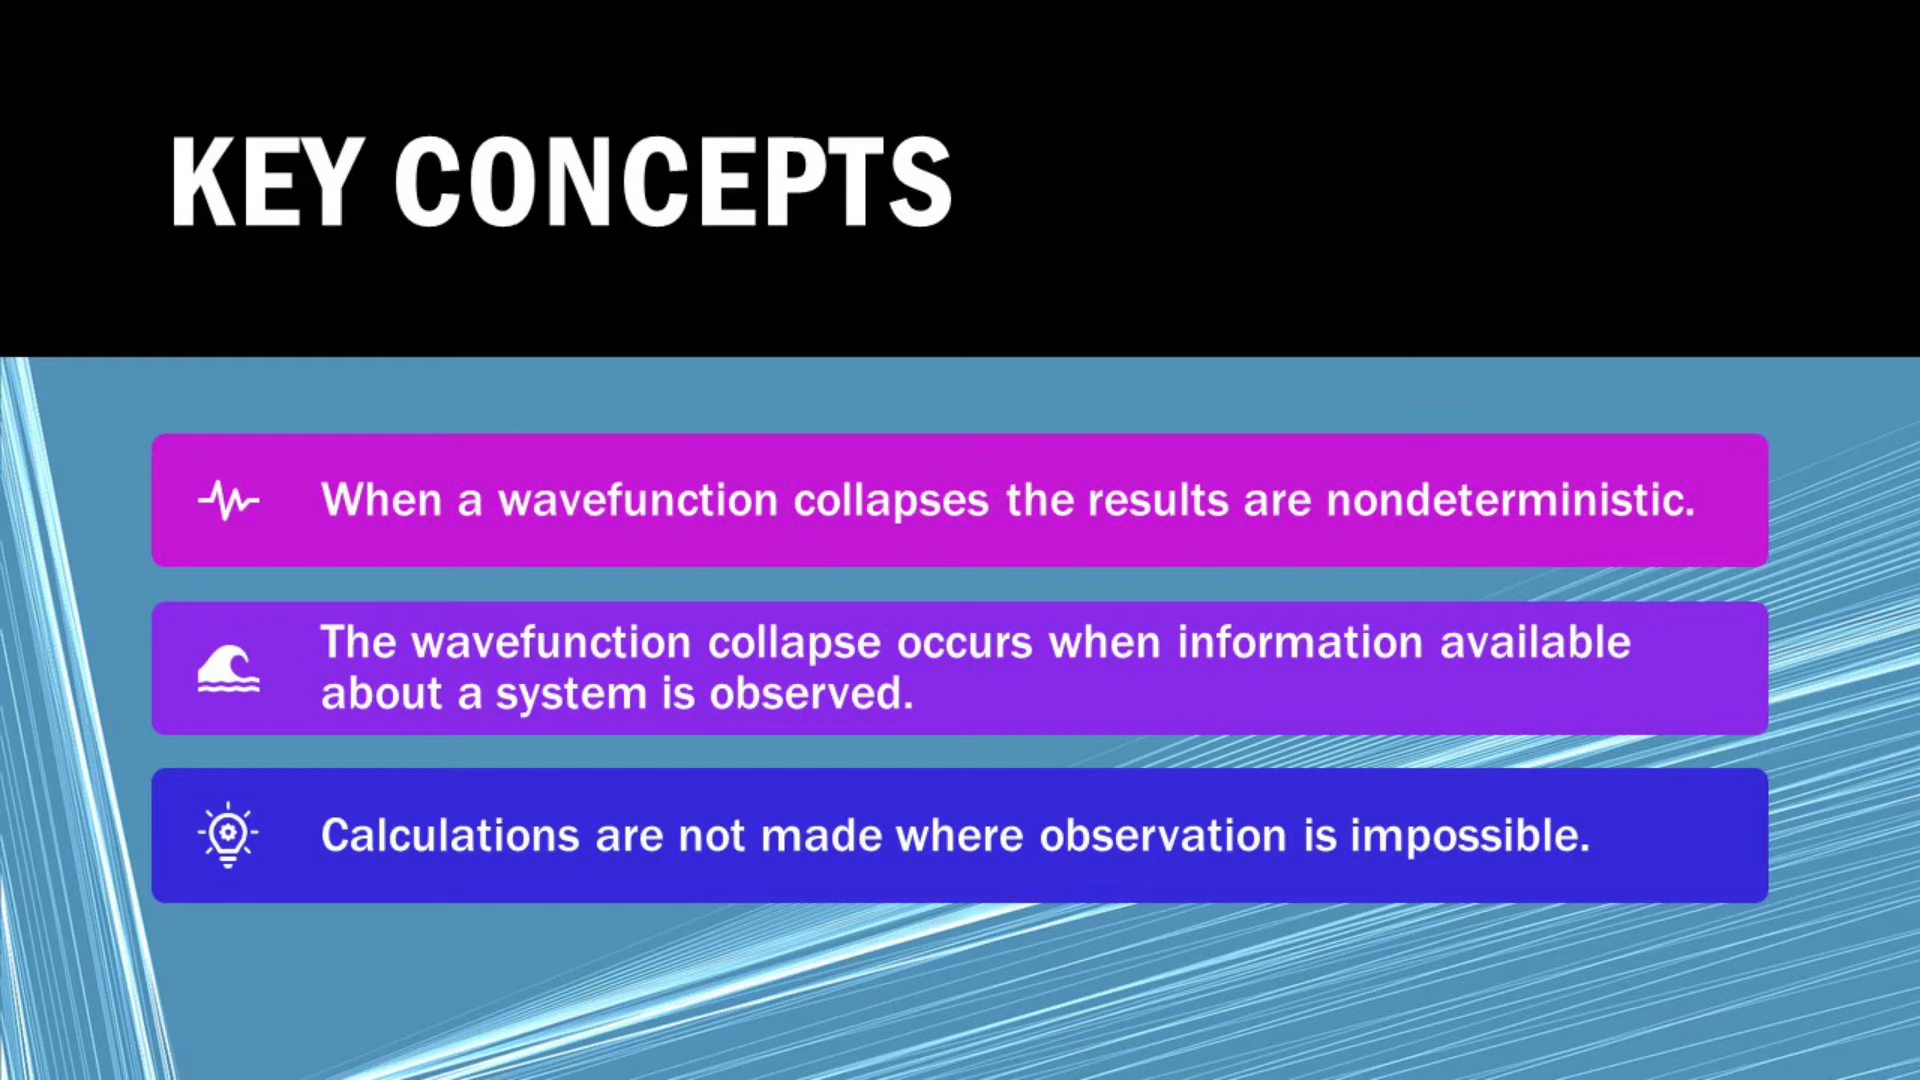 KEY CONCEPTS
When a wavefunction collapses the results are nondeterministic.
The wavefunction collapse occurs when information available
about a system is observed.
Calculations are not made where observation is impossible.